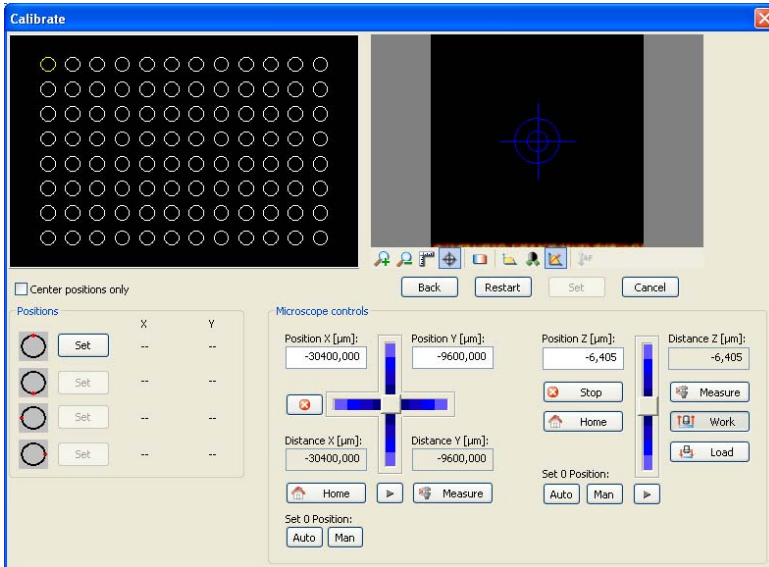 Calibrate
Center positions only
Back Restart Set Cancel
Positions
X Y
Set -- --
Set -- --
Set -- --
Set -- --
Microscope controls
Position X [µm]: Position Y [µm]:
-30400,000 -9600,000
Distance X [µm]: Distance Y [µm]:
-30400,000 -9600,000
Home Measure
Set 0 Position:
Auto Man
Position Z [µm]: Distance Z [µm]:
-6,405 -6,405
Stop Measure
Home Work
Load
Set 0 Position:
Auto Man